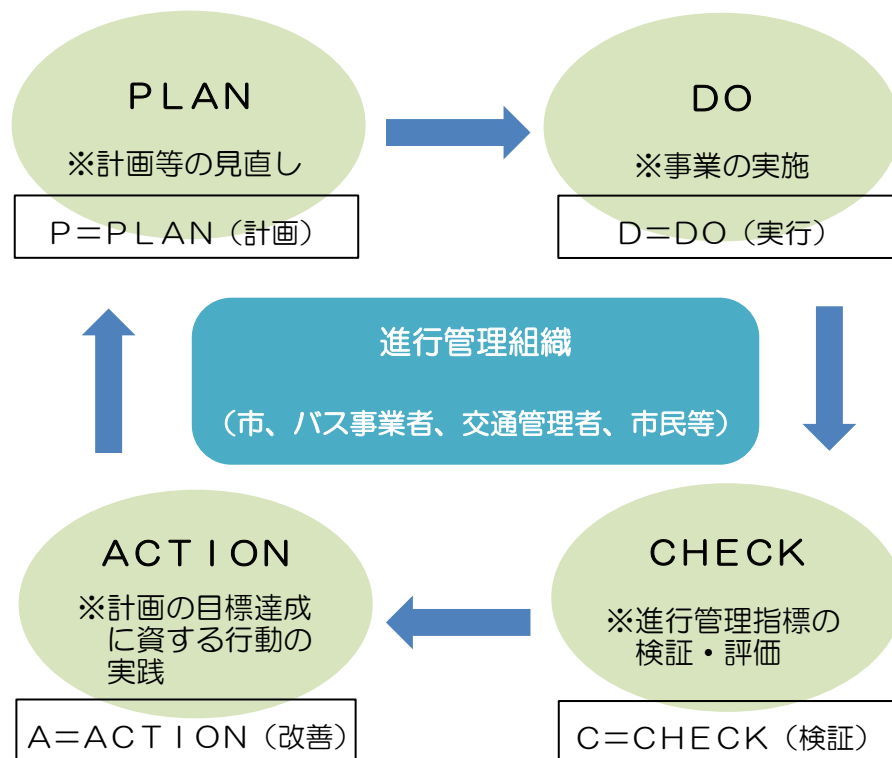 PLAN
※計画等の見直し
P=PLAN（計画）
DO
※事業の実施
D=DO（実行）
進行管理組織
（市、バス事業者、交通管理者、市民等）
ACTION
※計画の目標達成
に資する行動の
実践
A=ACTION（改善）
CHECK
※進行管理指標の
検証・評価
C=CHECK（検証）